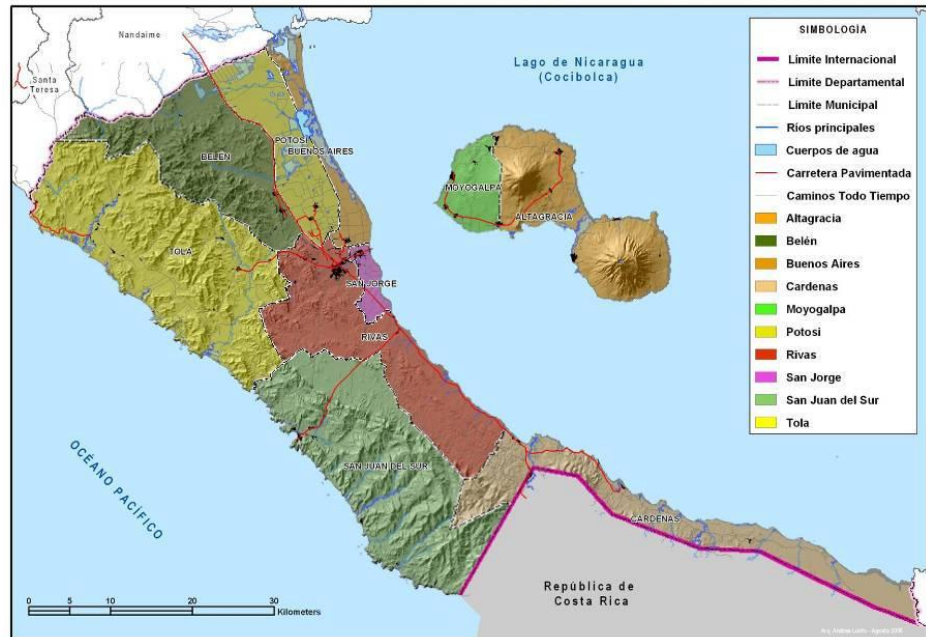 Nandaime
Santa
Teresa
Lago de Nicaragua
(Cocibolca)
POTOSÍ
BUENOS AIRES
BELÉN
MOYOGALPA
ALTAGRACIA
TOLA
SAN JORGE
RIVAS
SAN JUAN DEL SUR
CÁRDENAS
OCÉANO PACÍFICO
República de
Costa Rica
0 5 10 20 30
Kilometers
SIMBOLOGÍA
Límite Internacional
Límite Departamental
Límite Municipal
Ríos principales
Cuerpos de agua
Carretera Pavimentada
Caminos Todo Tiempo
Altagracia
Belén
Buenos Aires
Cardenas
Moyogalpa
Potosí
Rivas
San Jorge
San Juan del Sur
Tola